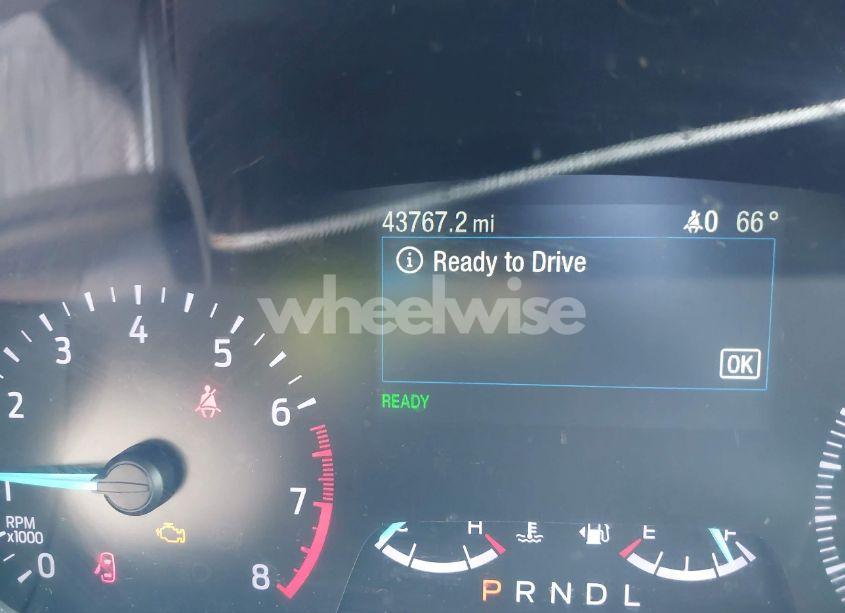 43767.2 mi
0 66°
Ready to Drive
wheelwise
OK
READY
0
1
2
3
4
5
6
7
8
RPM
x1000
C H E F
P R N D L